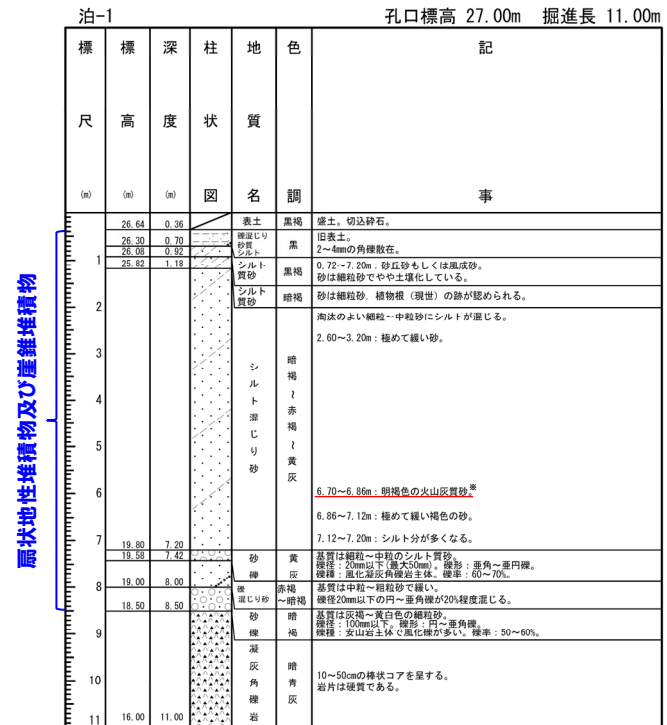 泊-1
孔口標高 27.00m 掘進長 11.00m
標尺(m)
標高(m)
深度(m)
柱状図
地質名
色調
記事
扇状地性堆積物及び崖錐堆積物
26.64 0.36 表土 黒褐 盛土。切込砕石。
26.30 0.70 礫混じり砂質シルト 黒 旧表土。
2~4mmの角礫散在。
26.08 0.92
1 25.82 1.18 シルト質砂 黒褐 0.72~7.20m:砂丘砂もしくは風成砂。
砂は細粒砂でやや土壌化している。
シルト質砂 暗褐 砂は細粒砂。植物根(現世)の跡が認められる。
2
シルト混じり砂 暗褐~赤褐~黄灰 淘汰のよい細粒~中粒砂にシルトが混じる。
2.60~3.20m:極めて緩い砂。
3
4
5
6 6.70~6.86m:明褐色の火山灰質砂。※
6.86~7.12m:極めて緩い褐色の砂。
7 7.12~7.20m:シルト分が多くなる。
19.80 7.20
19.58 7.42 砂礫 黄灰 基質は細粒~中粒のシルト質砂。
礫径:20mm以下(最大50mm)。礫形:亜角~亜円礫。
礫種:風化凝灰角礫岩主体。礫率:60~70%。
8 19.00 8.00 礫混じり砂 赤褐~暗褐 基質は中粒~粗粒砂で緩い。
礫径20mm以下の円~亜角礫が20%程度混じる。
18.50 8.50 砂礫 暗褐 基質は灰褐~黄白色の細粒砂。
礫径:100mm以下。礫形:円~亜角礫。
9 礫種:安山岩主体で風化礫が多い。礫率:50~60%。
凝灰角礫岩 暗青灰
10 10~50cmの棒状コアを呈する。
岩片は硬質である。
11 16.00 11.00